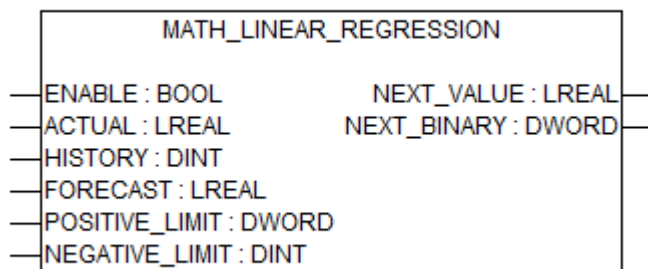 MATH_LINEAR_REGRESSION
ENABLE : BOOL NEXT_VALUE : LREAL
ACTUAL : LREAL NEXT_BINARY : DWORD
HISTORY : DINT
FORECAST : LREAL
POSITIVE_LIMIT : DWORD
NEGATIVE_LIMIT : DINT